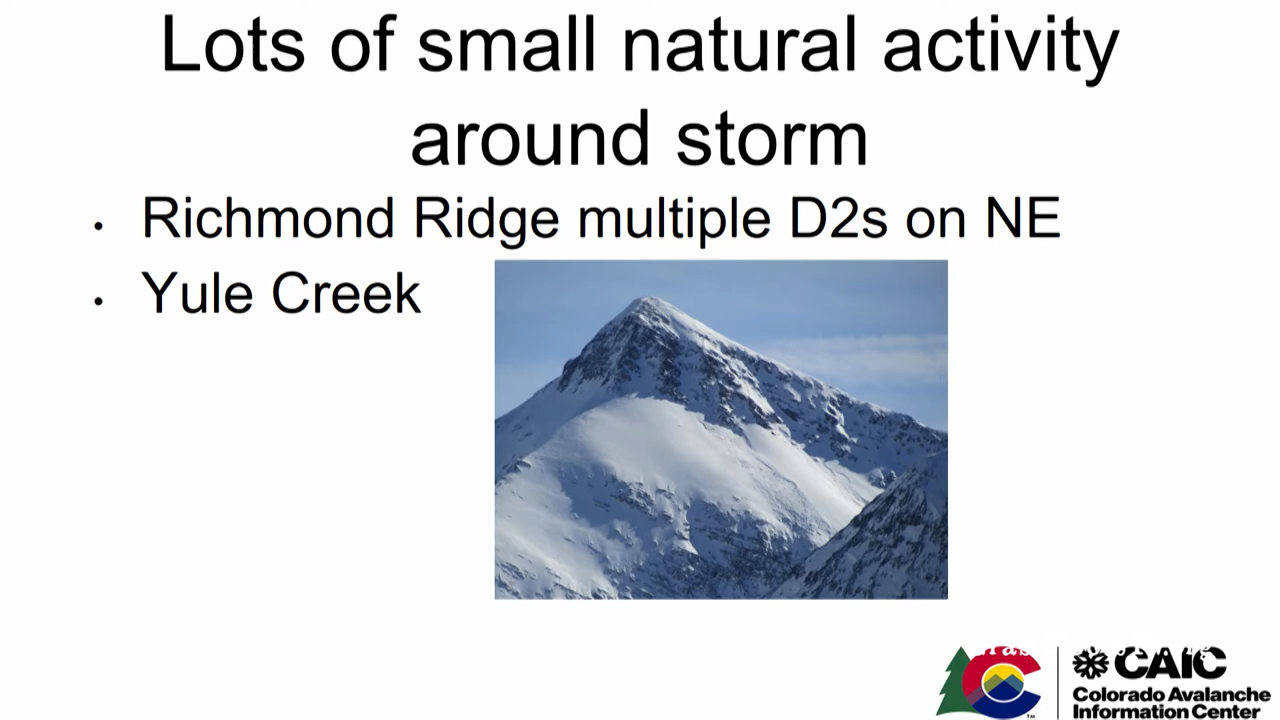 Lots of small natural activity
around storm
• Richmond Ridge multiple D2s on NE
• Yule Creek
CAIC
Colorado Avalanche
Information Center
TM